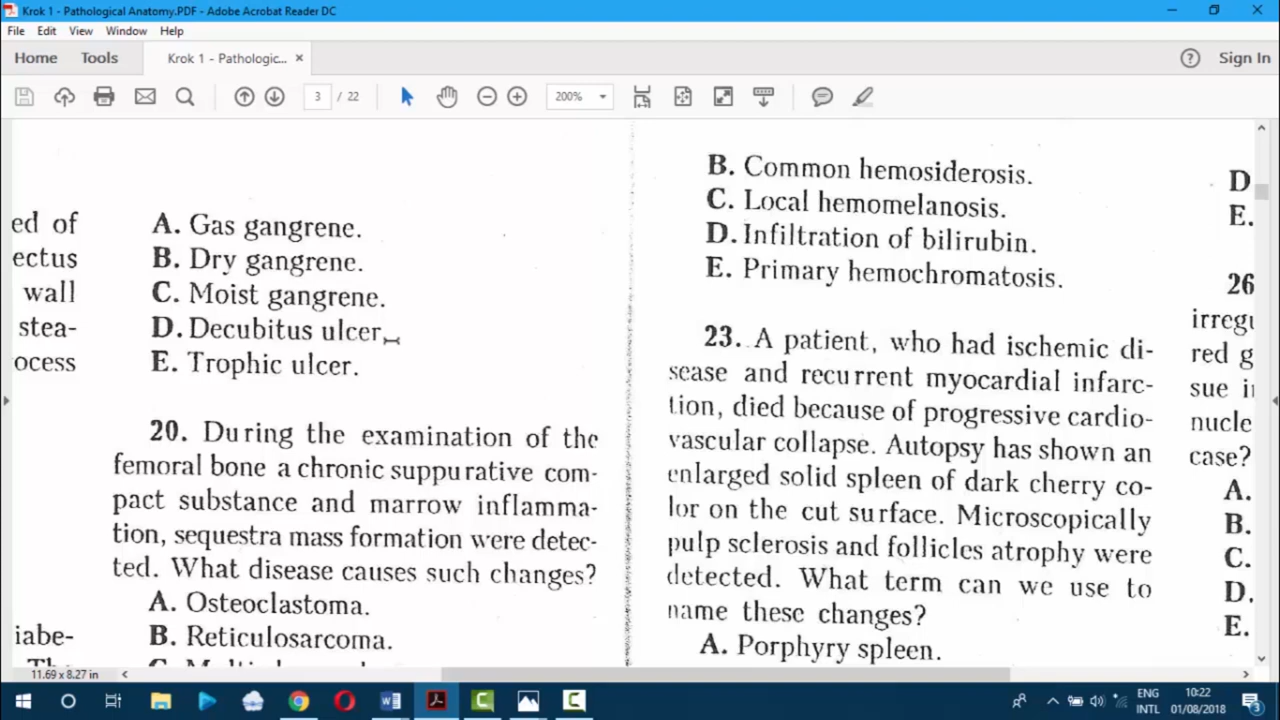 Krok 1 - Pathological Anatomy.PDF - Adobe Acrobat Reader DC
File Edit View Window Help
Home Tools Krok 1 - Pathologic... × Sign In
3 / 22 200%
ed of
ectus
wall
stea-
ocess
iabe-
A. Gas gangrene.
B. Dry gangrene.
C. Moist gangrene.
D. Decubitus ulcer.
E. Trophic ulcer.
20. During the examination of the
femoral bone a chronic suppurative com-
pact substance and marrow inflamma-
tion, sequestra mass formation were detec-
ted. What disease causes such changes?
A. Osteoclastoma.
B. Reticulosarcoma.
B. Common hemosiderosis.
C. Local hemomelanosis.
D. Infiltration of bilirubin.
E. Primary hemochromatosis.
23. A patient, who had ischemic di-
sease and recurrent myocardial infarc-
tion, died because of progressive cardio-
vascular collapse. Autopsy has shown an
enlarged solid spleen of dark cherry co-
lor on the cut surface. Microscopically
pulp sclerosis and follicles atrophy were
detected. What term can we use to
name these changes?
A. Porphyry spleen.
D
E.
26
irreg
red g
sue i
nucle
case?
A.
B.
C.
D.
E.
11.69 x 8.27 in
ENG
INTL
10:22
01/08/2018
3